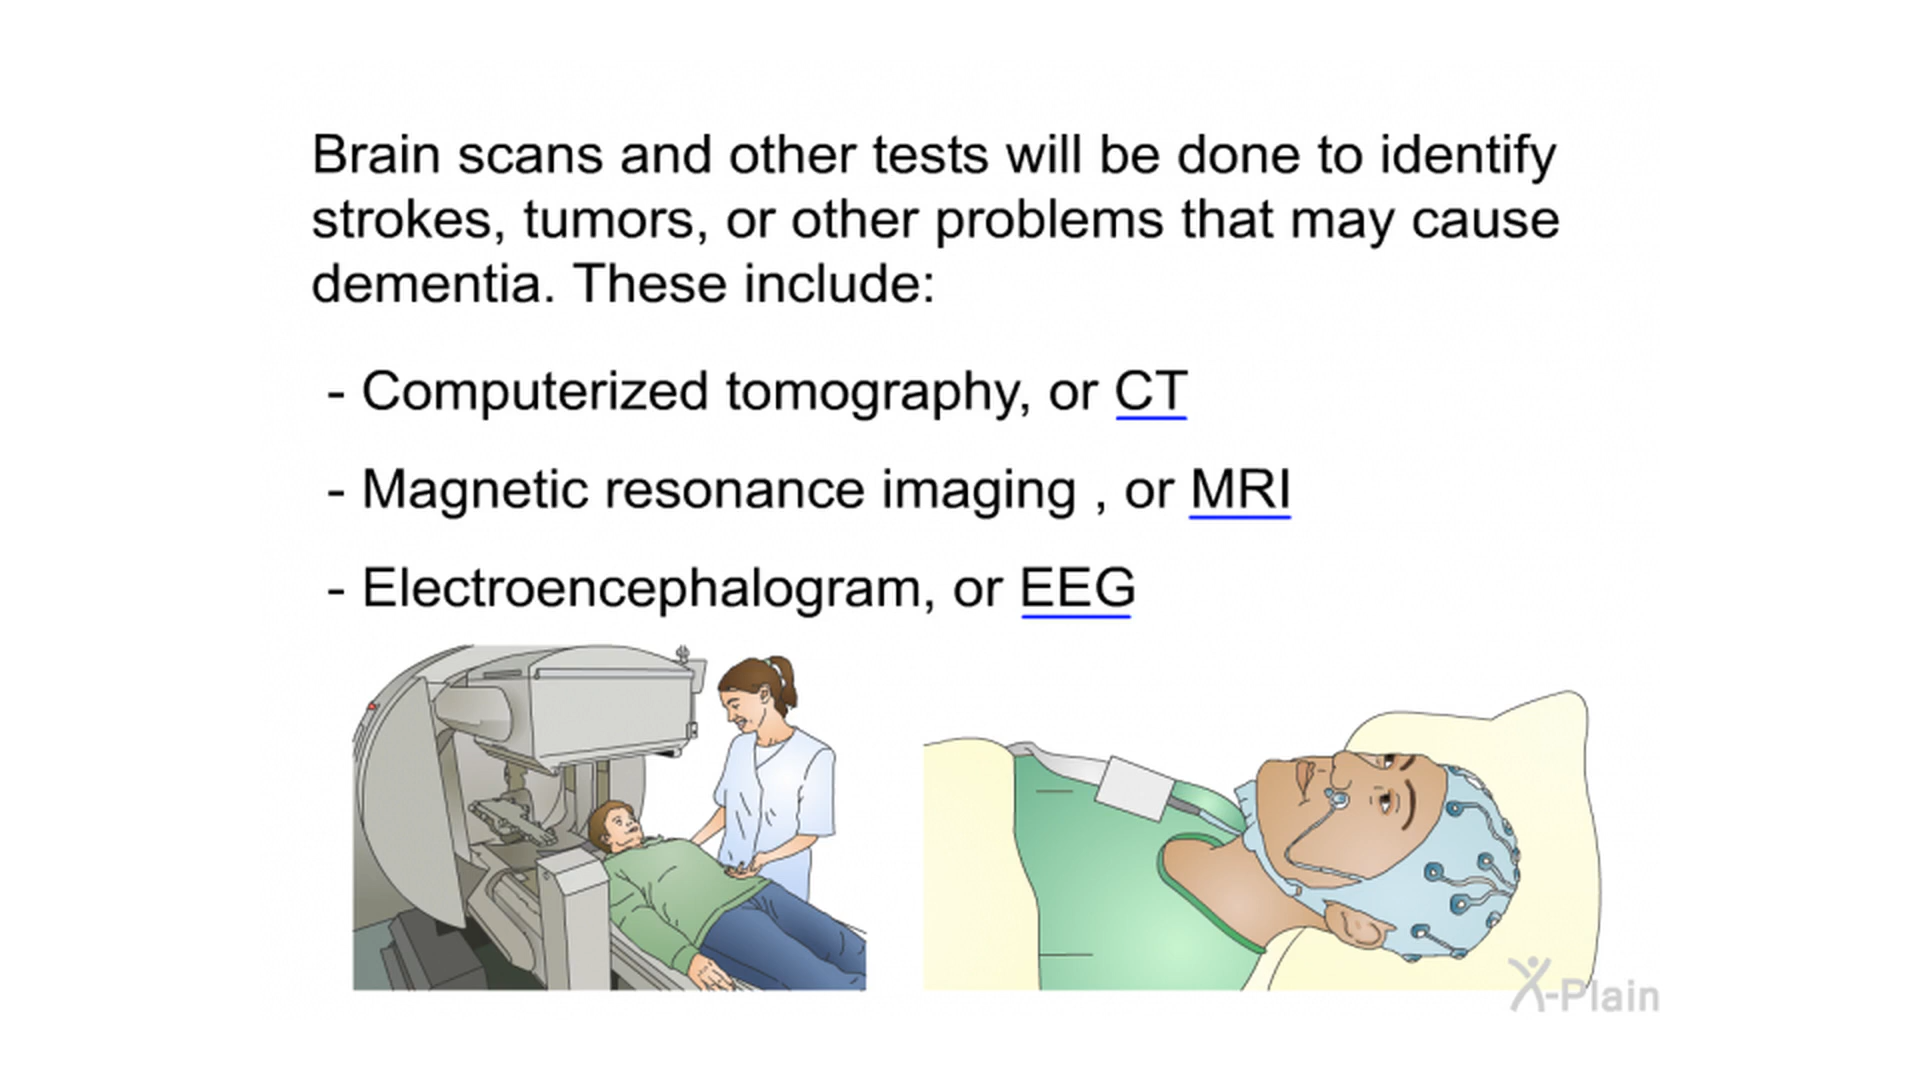 Brain scans and other tests will be done to identify
strokes, tumors, or other problems that may cause
dementia. These include:
- Computerized tomography, or CT
- Magnetic resonance imaging , or MRI
- Electroencephalogram, or EEG
X-Plain